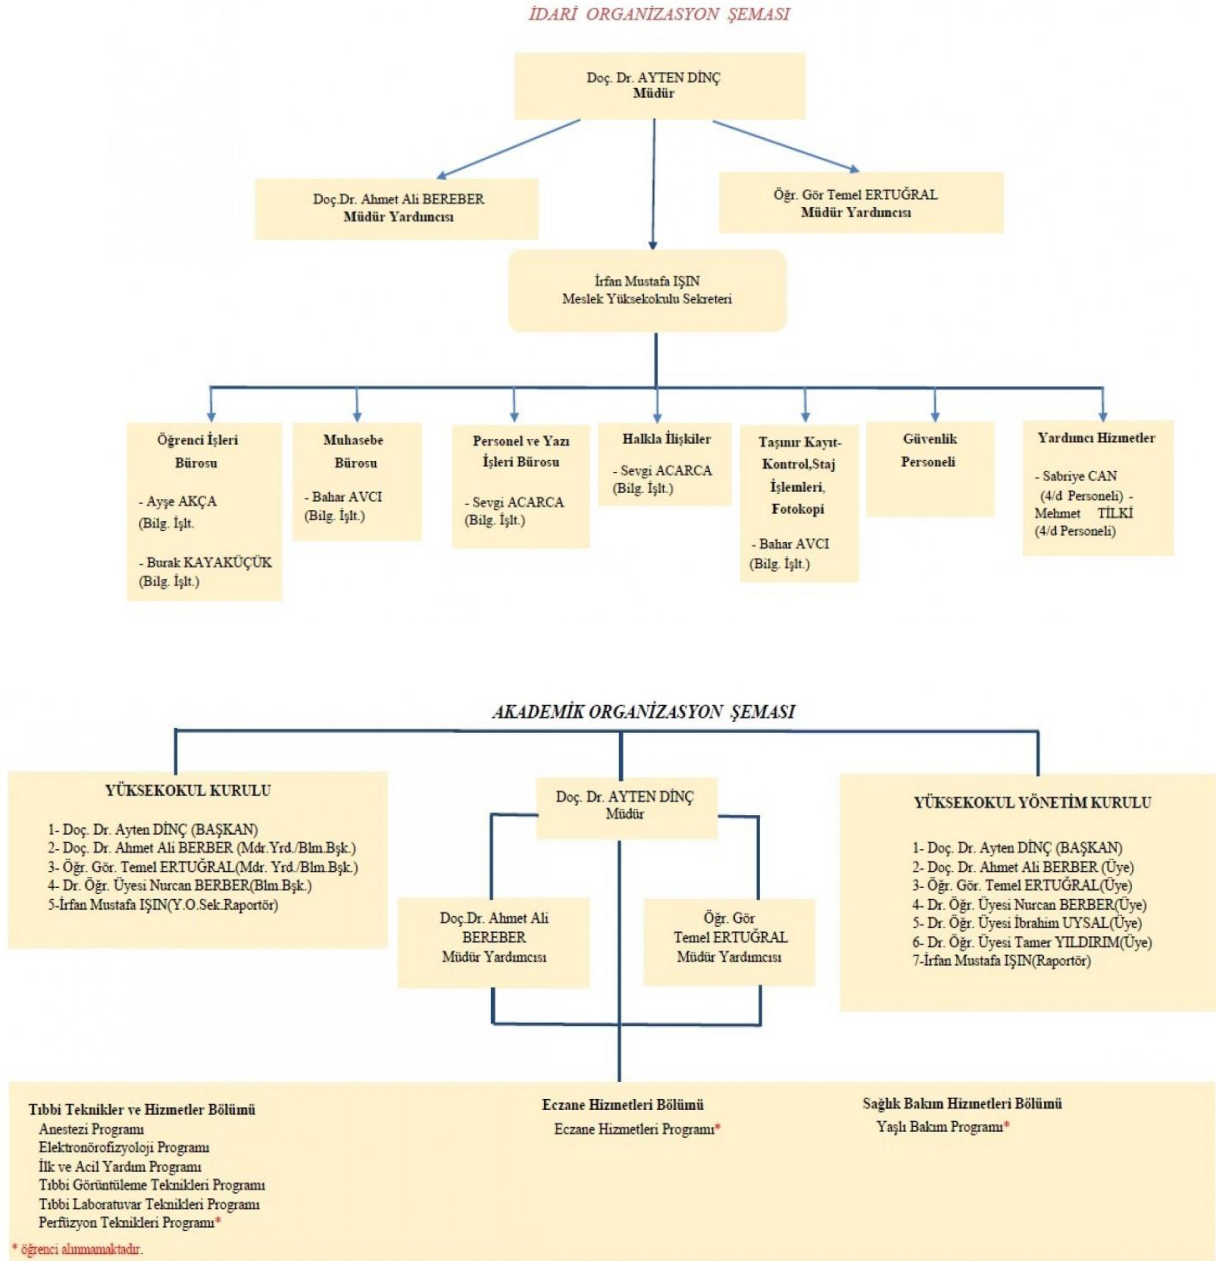 İDARİ ORGANİZASYON ŞEMASI
Doç. Dr. AYTEN DİNÇ
Müdür
Doç.Dr. Ahmet Ali BEREBER
Müdür Yardımcısı
Öğr. Gör Temel ERTUĞRAL
Müdür Yardımcısı
İrfan Mustafa IŞIN
Meslek Yüksekokulu Sekreteri
Öğrenci İşleri
Bürosu
- Ayşe AKÇA
(Bilg. İşlt.
- Burak KAYAKÜÇÜK
(Bilg. İşlt.)
Muhasebe
Bürosu
- Bahar AVCI
(Bilg. İşlt.)
Personel ve Yazı
İşleri Bürosu
- Sevgi ACARCA
(Bilg. İşlt.)
Halkla İlişkiler
- Sevgi ACARCA
(Bilg. İşlt.)
Taşınır Kayıt-
Kontrol,Staj
İşlemleri,
Fotokopi
- Bahar AVCI
(Bilg. İşlt.)
Güvenlik
Personeli
Yardımcı Hizmetler
- Sabriye CAN
(4/d Personeli) -
Mehmet TİLKİ
(4/d Personeli)
AKADEMİK ORGANİZASYON ŞEMASI
YÜKSEKOKUL KURULU
1- Doç. Dr. Ayten DİNÇ (BAŞKAN)
2- Doç. Dr. Ahmet Ali BERBER (Mdr.Yrd./Blm.Bşk.)
3- Öğr. Gör. Temel ERTUĞRAL(Mdr. Yrd./Blm.Bşk.)
4- Dr. Öğr. Üyesi Nurcan BERBER(Blm.Bşk.)
5-İrfan Mustafa IŞIN(Y.O.Sek.Raportör)
Doç. Dr. AYTEN DİNÇ
Müdür
Doç.Dr. Ahmet Ali
BEREBER
Müdür Yardımcısı
Öğr. Gör
Temel ERTUĞRAL
Müdür Yardımcısı
YÜKSEKOKUL YÖNETİM KURULU
1- Doç. Dr. Ayten DİNÇ (BAŞKAN)
2- Doç. Dr. Ahmet Ali BERBER (Üye)
3- Öğr. Gör. Temel ERTUĞRAL(Üye)
4- Dr. Öğr. Üyesi Nurcan BERBER(Üye)
5- Dr. Öğr. Üyesi İbrahim UYSAL(Üye)
6- Dr. Öğr. Üyesi Tamer YILDIRIM(Üye)
7-İrfan Mustafa IŞIN(Raportör)
Tıbbi Teknikler ve Hizmetler Bölümü
Anestezi Programı
Elektronörofizyoloji Programı
İlk ve Acil Yardım Programı
Tıbbi Görüntüleme Teknikleri Programı
Tıbbi Laboratuvar Teknikleri Programı
Perfüzyon Teknikleri Programı*
* öğrenci alınmamaktadır.
Eczane Hizmetleri Bölümü
Eczane Hizmetleri Programı*
Sağlık Bakım Hizmetleri Bölümü
Yaşlı Bakım Programı*